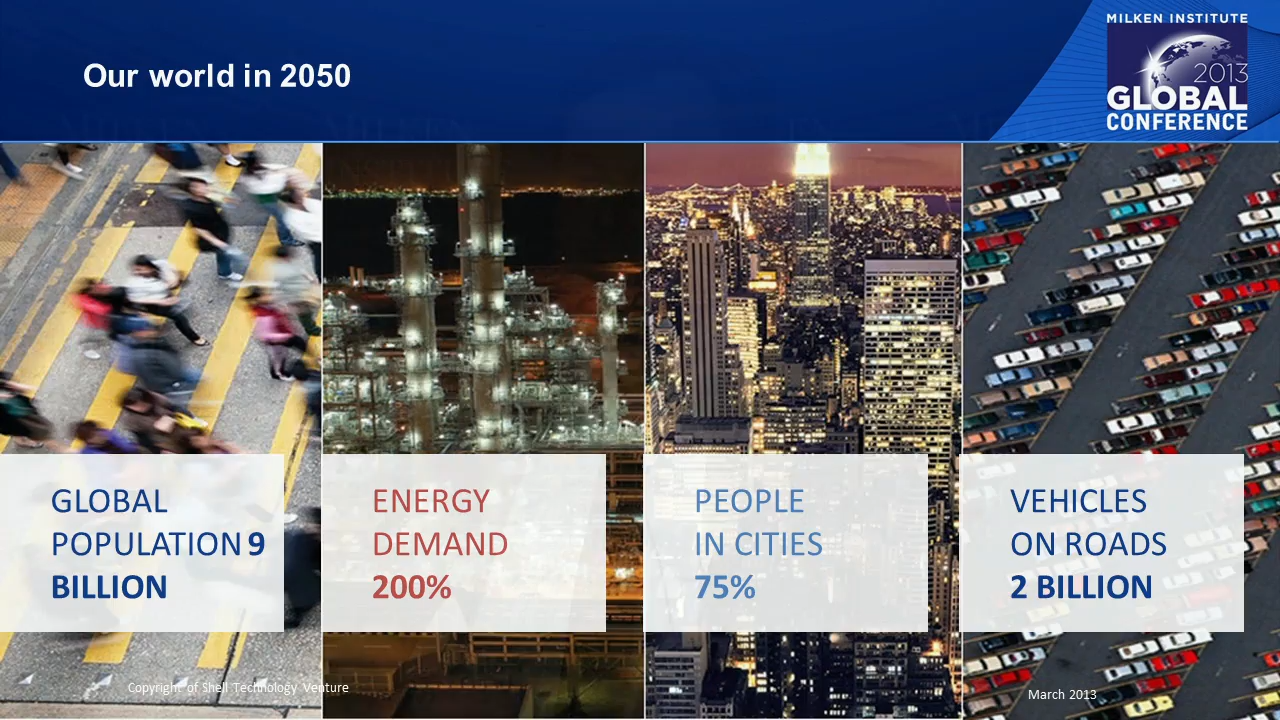 Our world in 2050
MILKEN INSTITUTE
2013
GLOBAL
CONFERENCE
GLOBAL
POPULATION 9
BILLION
ENERGY
DEMAND
200%
PEOPLE
IN CITIES
75%
VEHICLES
ON ROADS
2 BILLION
Copyright of Shell Technology Venture
March 2013